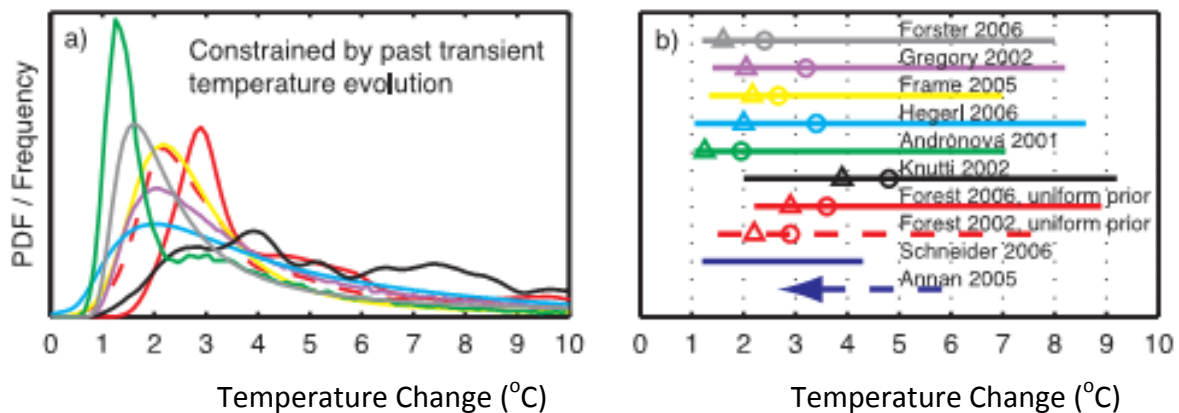 a)
Constrained by past transient
temperature evolution
PDF / Frequency
0 1 2 3 4 5 6 7 8 9 10
Temperature Change (°C)
b)
Forster 2006
Gregory 2002
Frame 2005
Hegerl 2006
Andronova 2001
Knutti 2002
Forest 2006, uniform prior
Forest 2002, uniform prior
Schneider 2006
Annan 2005
0 1 2 3 4 5 6 7 8 9 10
Temperature Change (°C)